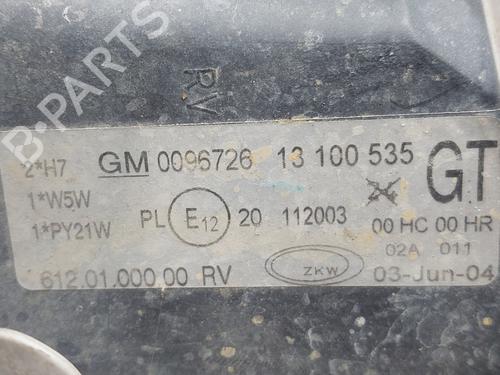 B-PARTS
RV
2*H7 GM 0096726 13 100 535 GT
1*W5W
1*PY21W PL E12 20 112003 00 HC 00 HR
02A 011
612.01.000.00 RV ZKW 03-Jun-04